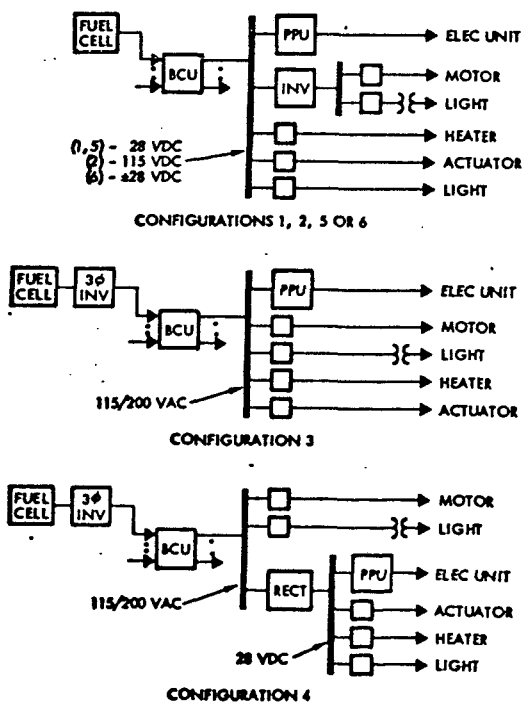 FUEL CELL
BCU
PPU
ELEC UNIT
INV
MOTOR
LIGHT
HEATER
ACTUATOR
LIGHT
(1,5) - 28 VDC
(2) - 115 VDC
(6) - ±28 VDC
CONFIGURATIONS 1, 2, 5 OR 6
FUEL CELL
3ϕ INV
BCU
PPU
ELEC UNIT
MOTOR
LIGHT
HEATER
ACTUATOR
115/200 VAC
CONFIGURATION 3
FUEL CELL
3ϕ INV
BCU
MOTOR
LIGHT
115/200 VAC
RECT
PPU
ELEC UNIT
ACTUATOR
HEATER
LIGHT
28 VDC
CONFIGURATION 4